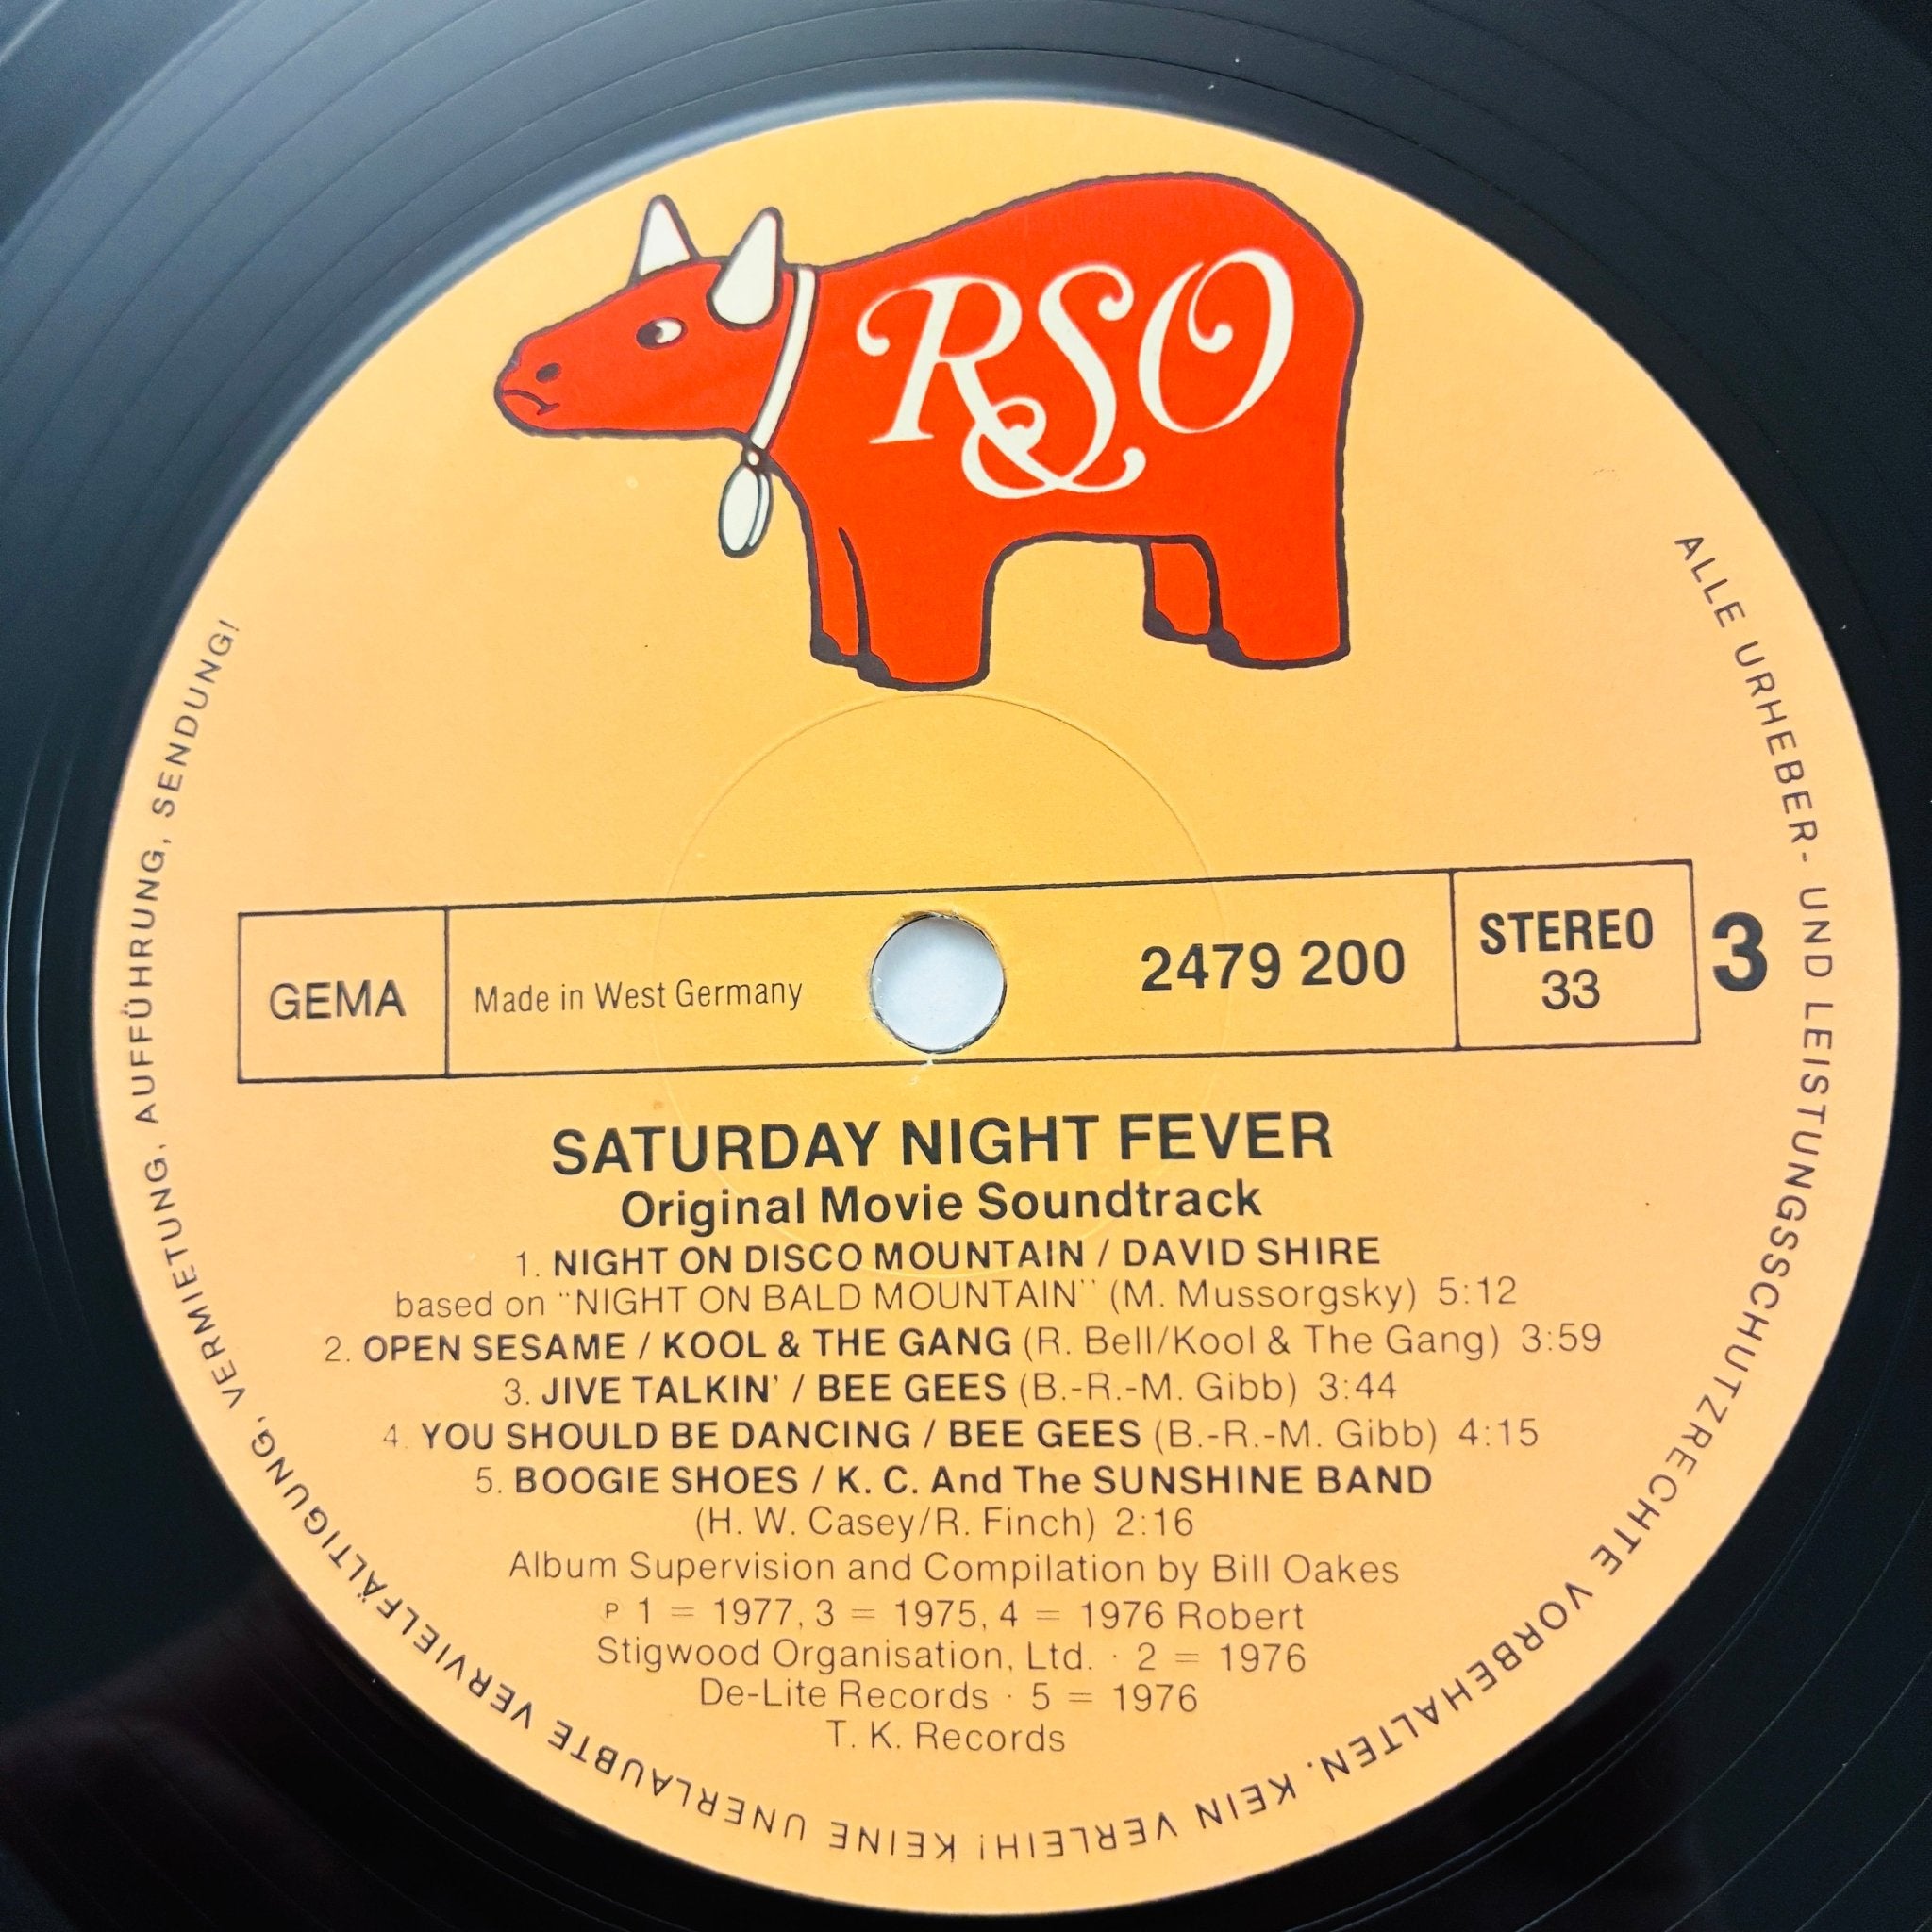 RSO
GEMA
Made in West Germany
2479 200
STEREO
33
3
SATURDAY NIGHT FEVER
Original Movie Soundtrack
1. NIGHT ON DISCO MOUNTAIN / DAVID SHIRE
based on "NIGHT ON BALD MOUNTAIN" (M. Mussorgsky) 5:12
2. OPEN SESAME / KOOL & THE GANG (R. Bell/Kool & The Gang) 3:59
3. JIVE TALKIN' / BEE GEES (B.-R.-M. Gibb) 3:44
4. YOU SHOULD BE DANCING / BEE GEES (B.-R.-M. Gibb) 4:15
5. BOOGIE SHOES / K. C. And The SUNSHINE BAND
(H. W. Casey/R. Finch) 2:16
Album Supervision and Compilation by Bill Oakes
P 1 = 1977, 3 = 1975, 4 = 1976 Robert
Stigwood Organisation, Ltd. · 2 = 1976
De-Lite Records · 5 = 1976
T. K. Records
ALLE URHEBER- UND LEISTUNGSSCHUTZRECHTE VORBEHALTEN. KEIN VERLEIH! KEINE UNERLAUBTE VERVIELFÄLTIGUNG, VERMIETUNG, AUFFÜHRUNG, SENDUNG!